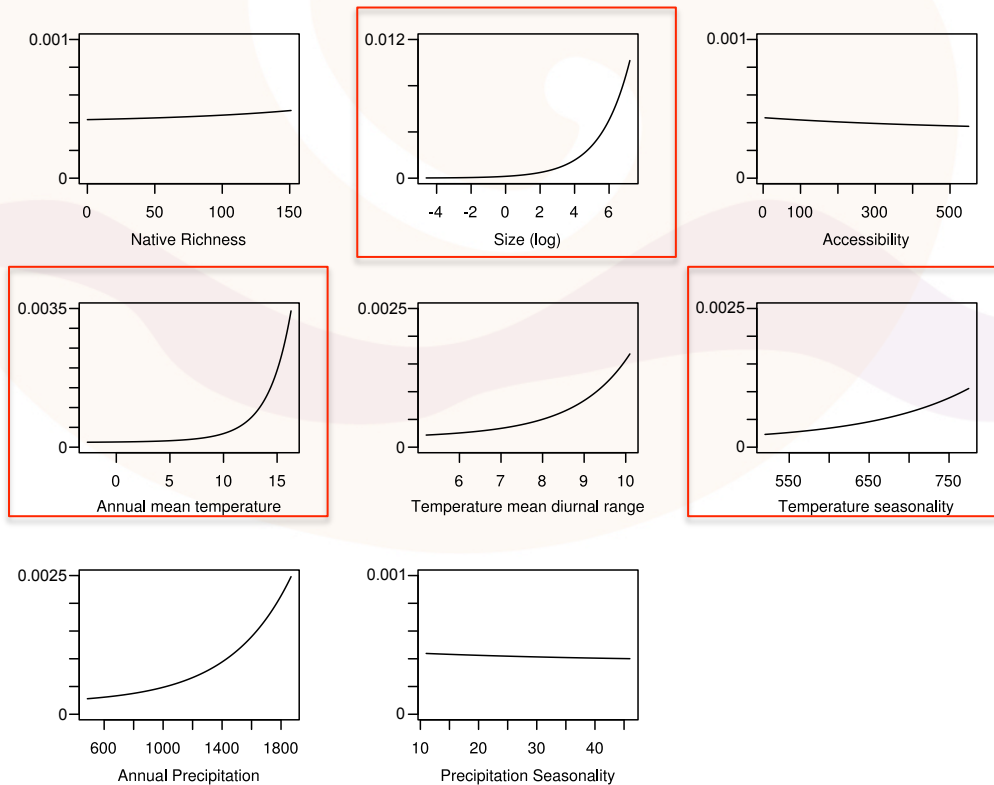 0.001
0
0 50 100 150
Native Richness
0.012
0
-4 -2 0 2 4 6
Size (log)
0.001
0
0 100 300 500
Accessibility
0.0035
0
0 5 10 15
Annual mean temperature
0.0025
0
6 7 8 9 10
Temperature mean diurnal range
0.0025
0
550 650 750
Temperature seasonality
0.0025
0
600 1000 1400 1800
Annual Precipitation
0.001
0
10 20 30 40
Precipitation Seasonality